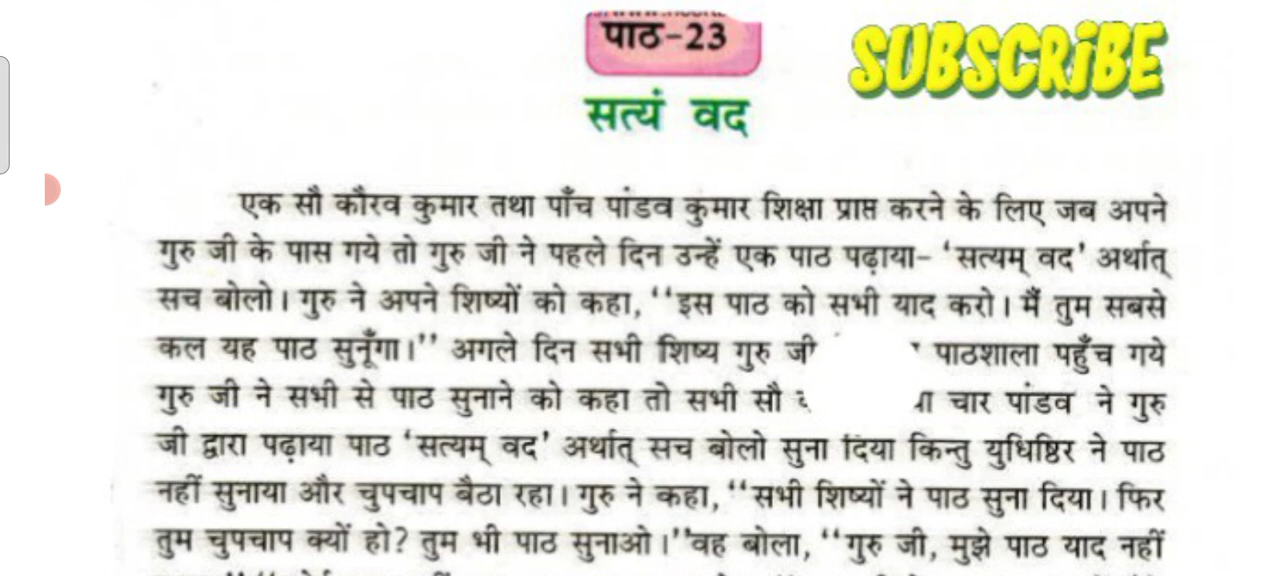 पाठ-23
SUBSCRiBE
सत्यं वद
एक सौ कौरव कुमार तथा पाँच पांडव कुमार शिक्षा प्राप्त करने के लिए जब अपने
गुरु जी के पास गये तो गुरु जी ने पहले दिन उन्हें एक पाठ पढ़ाया- 'सत्यम् वद' अर्थात्
सच बोलो। गुरु ने अपने शिष्यों को कहा, ''इस पाठ को सभी याद करो। मैं तुम सबसे
कल यह पाठ सुनूँगा।'' अगले दिन सभी शिष्य गुरु जी पाठशाला पहुँच गये
गुरु जी ने सभी से पाठ सुनाने को कहा तो सभी सौ चार पांडव ने गुरु
जी द्वारा पढ़ाया पाठ 'सत्यम् वद' अर्थात् सच बोलो सुना दिया किन्तु युधिष्ठिर ने पाठ
नहीं सुनाया और चुपचाप बैठा रहा। गुरु ने कहा, ''सभी शिष्यों ने पाठ सुना दिया। फिर
तुम चुपचाप क्यों हो? तुम भी पाठ सुनाओ।''वह बोला, ''गुरु जी, मुझे पाठ याद नहीं